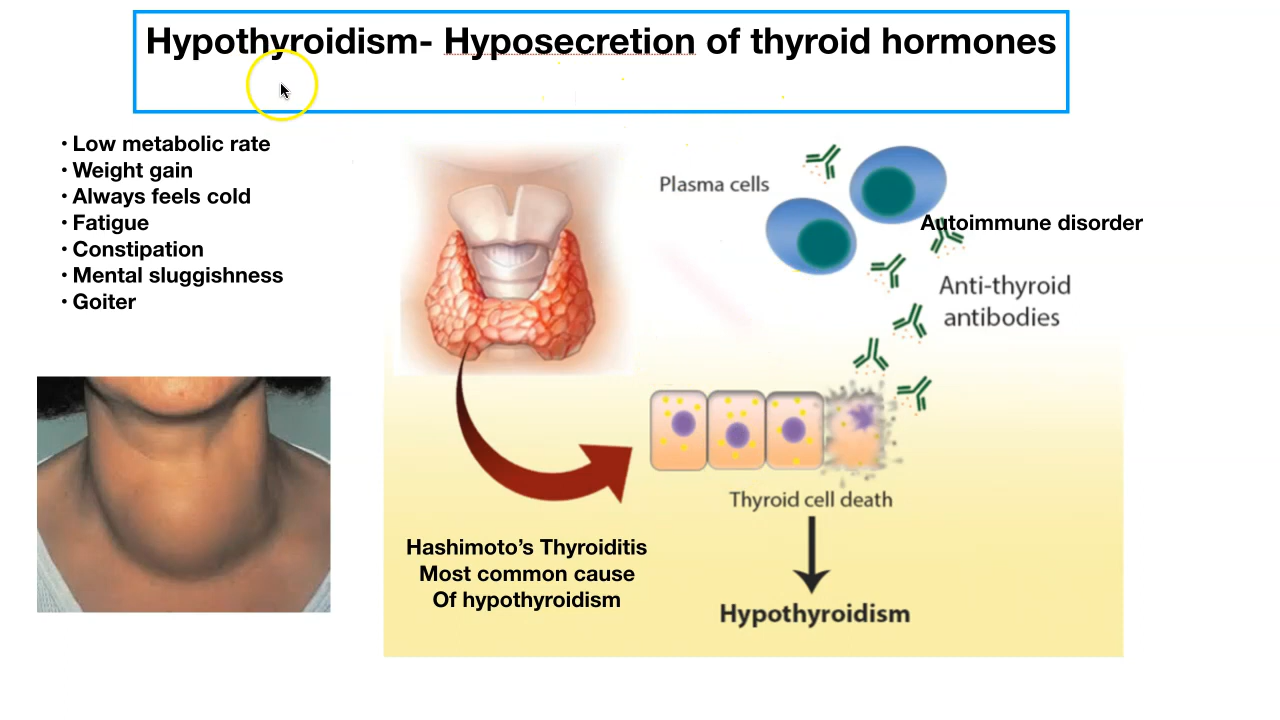 Hypothyroidism- Hyposecretion of thyroid hormones
• Low metabolic rate
• Weight gain
• Always feels cold
• Fatigue
• Constipation
• Mental sluggishness
• Goiter
Plasma cells
Autoimmune disorder
Anti-thyroid
antibodies
Thyroid cell death
Hashimoto’s Thyroiditis
Most common cause
Of hypothyroidism
Hypothyroidism